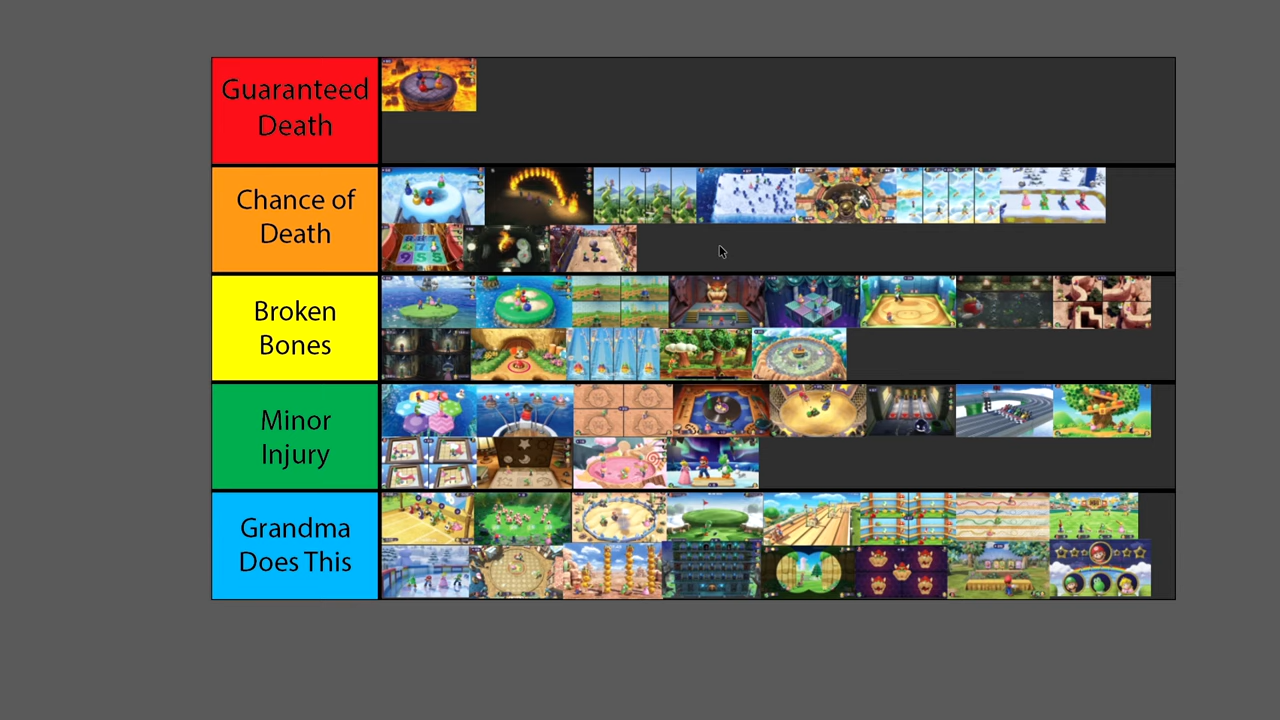 Guaranteed
Death
Chance of
Death
Broken
Bones
Minor
Injury
Grandma
Does This